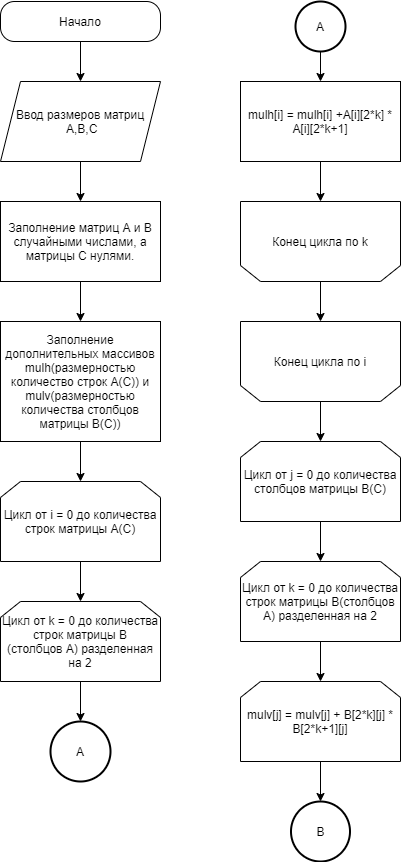 Начало
Ввод размеров матриц
A,B,C
Заполнение матриц A и B
случайными числами, а
матрицы C нулями.
Заполнение
дополнительных массивов
mulh(размерностью
количество строк A(C)) и
mulv(размерностью
количества столбцов
матрицы B(C))
Цикл от i = 0 до количества
строк матрицы A(C)
Цикл от k = 0 до количества
строк матрицы B
(столбцов A) разделенная
на 2
A
A
mulh[i] = mulh[i] +A[i][2*k] *
A[i][2*k+1]
Конец цикла по k
Конец цикла по i
Цикл от j = 0 до количества
столбцов матрицы B(C)
Цикл от k = 0 до количества
строк матрицы B(столбцов
A) разделенная на 2
mulv[j] = mulv[j] + B[2*k][j] *
B[2*k+1][j]
B